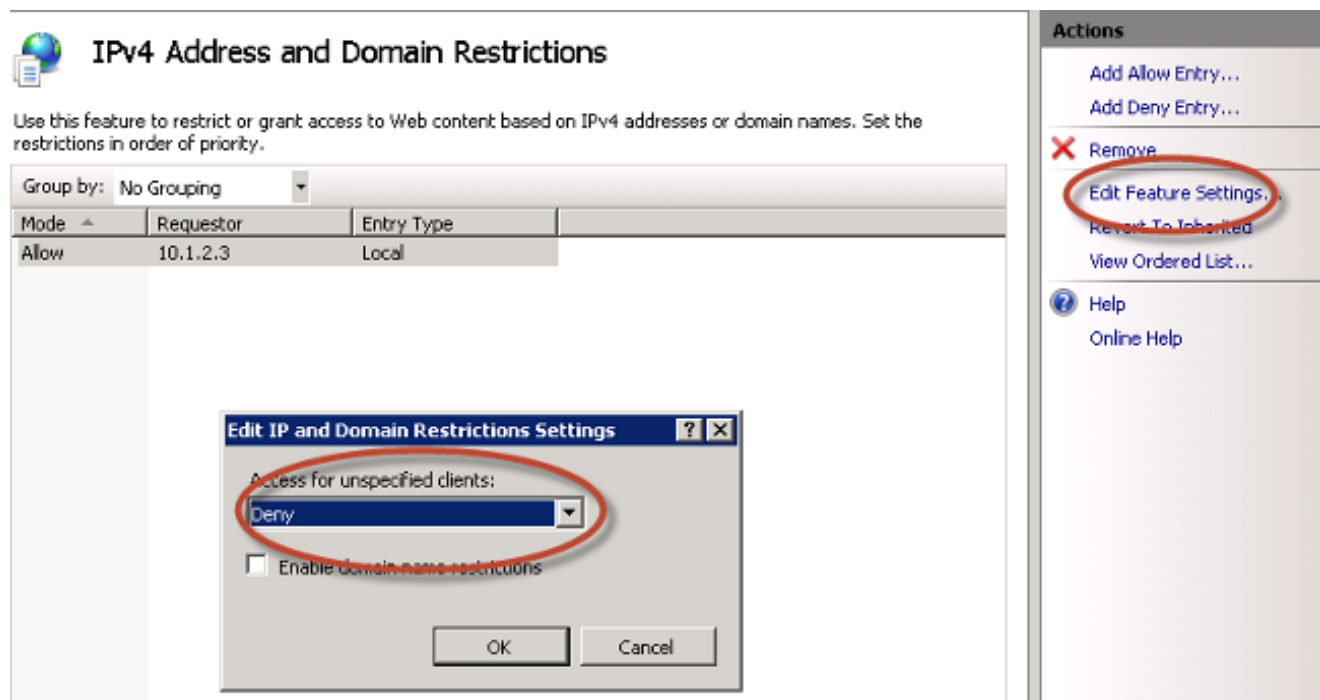 IPv4 Address and Domain Restrictions
Use this feature to restrict or grant access to Web content based on IPv4 addresses or domain names. Set the
restrictions in order of priority.
Group by: No Grouping
Mode Requestor Entry Type
Allow 10.1.2.3 Local
Edit IP and Domain Restrictions Settings
Access for unspecified clients:
Deny
Enable domain name restrictions
OK Cancel
Actions
Add Allow Entry...
Add Deny Entry...
Remove
Edit Feature Settings...
Revert To Inherited
View Ordered List...
Help
Online Help